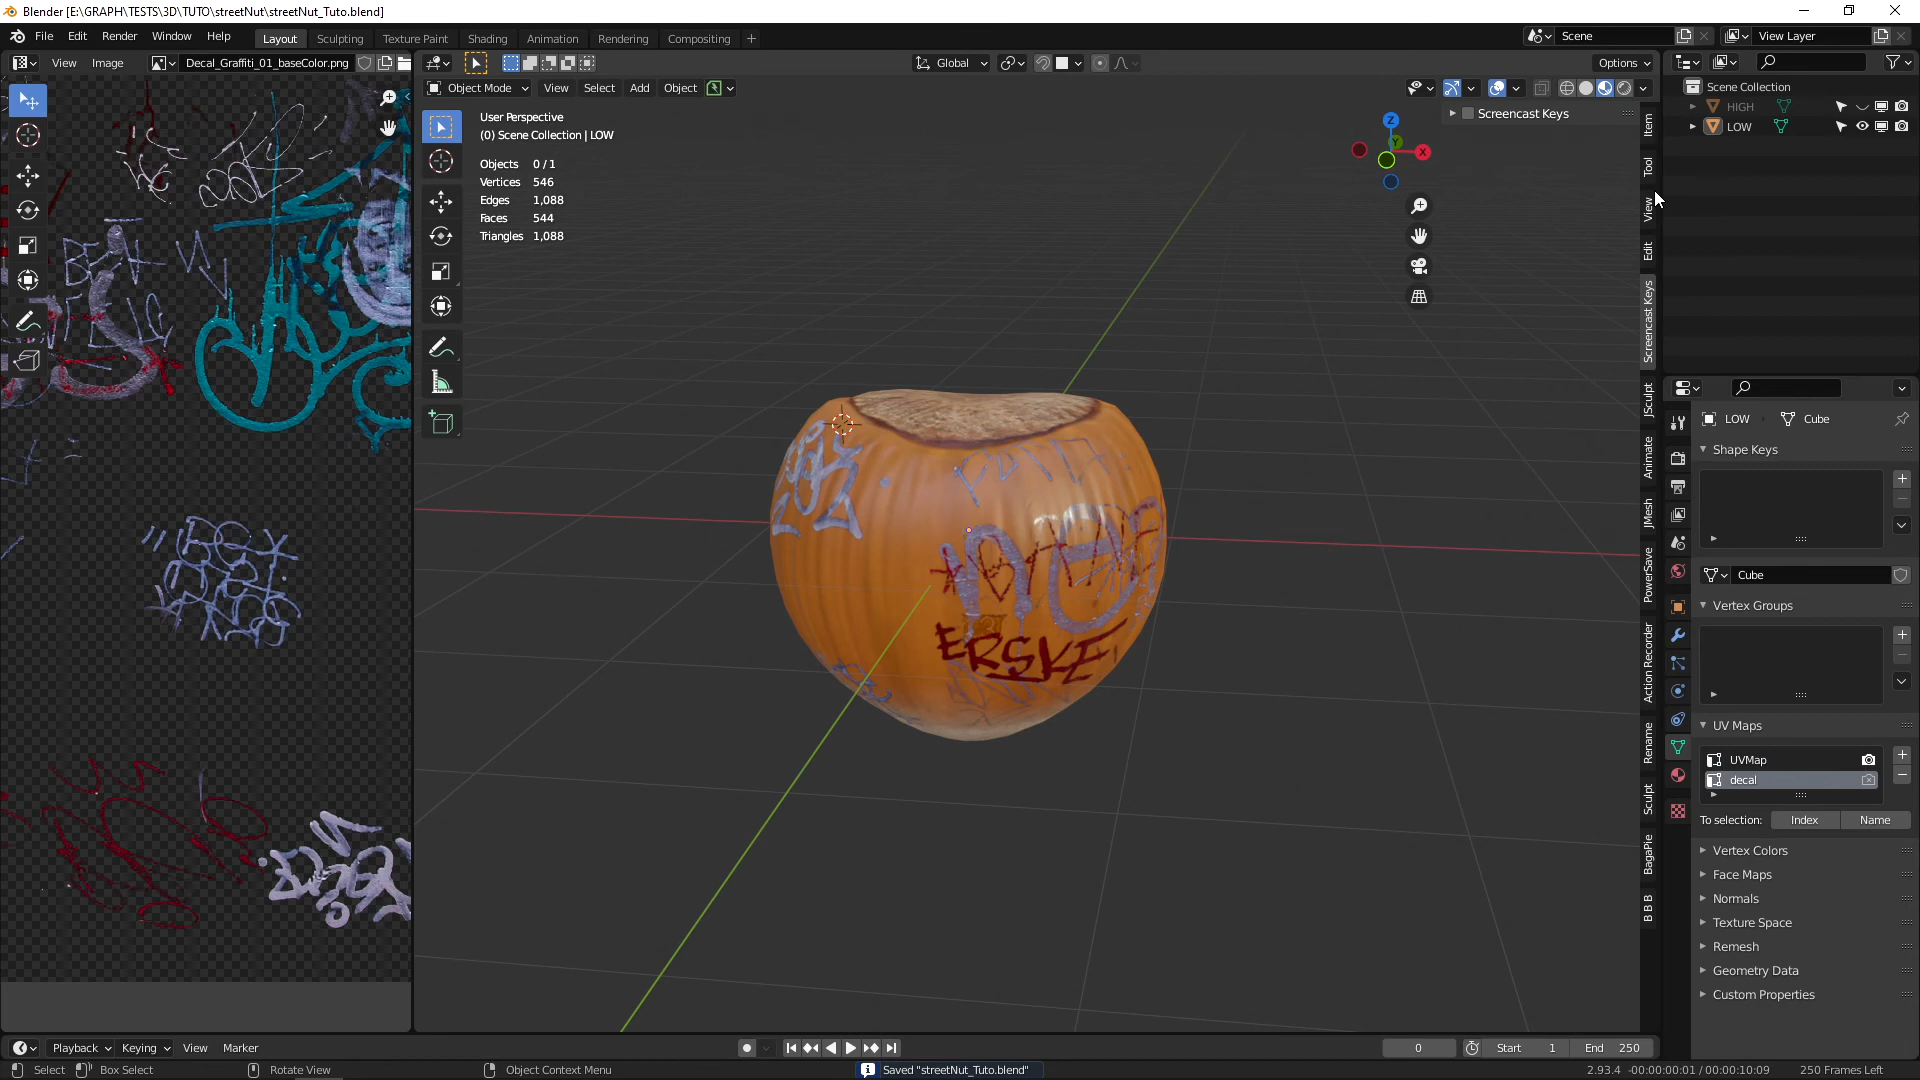 Blender [E:\GRAPH\TESTS\3D\TUTO\streetNut\streetNut_Tuto.blend]
File Edit Render Window Help Layout Sculpting Texture Paint Shading Animation Rendering Compositing + Scene View Layer
View Image Decal_Graffiti_01_baseColor.png Global Options
Object Mode View Select Add Object
Scene Collection
HIGH
LOW
Screencast Keys
User Perspective
(0) Scene Collection | LOW
Objects 0 / 1
Vertices 546
Edges 1,088
Faces 544
Triangles 1,088
Z
Y
X
Item
Tool
View
Edit
Screencast Keys
JSculpt
Animate
JMesh
PowerSave
Action Recorder
Rename
Sculpt
BagaPie
B B B
ERSKE
LOW Cube
Shape Keys
Cube
Vertex Groups
UV Maps
UVMap
decal
To selection: Index Name
Vertex Colors
Face Maps
Normals
Texture Space
Remesh
Geometry Data
Custom Properties
Playback Keying View Marker 0 Start 1 End 250
Select Box Select Rotate View Object Context Menu Saved "streetNut_Tuto.blend" 2.93.4 -00:00:00:01 / 00:00:10:09 250 Frames Left